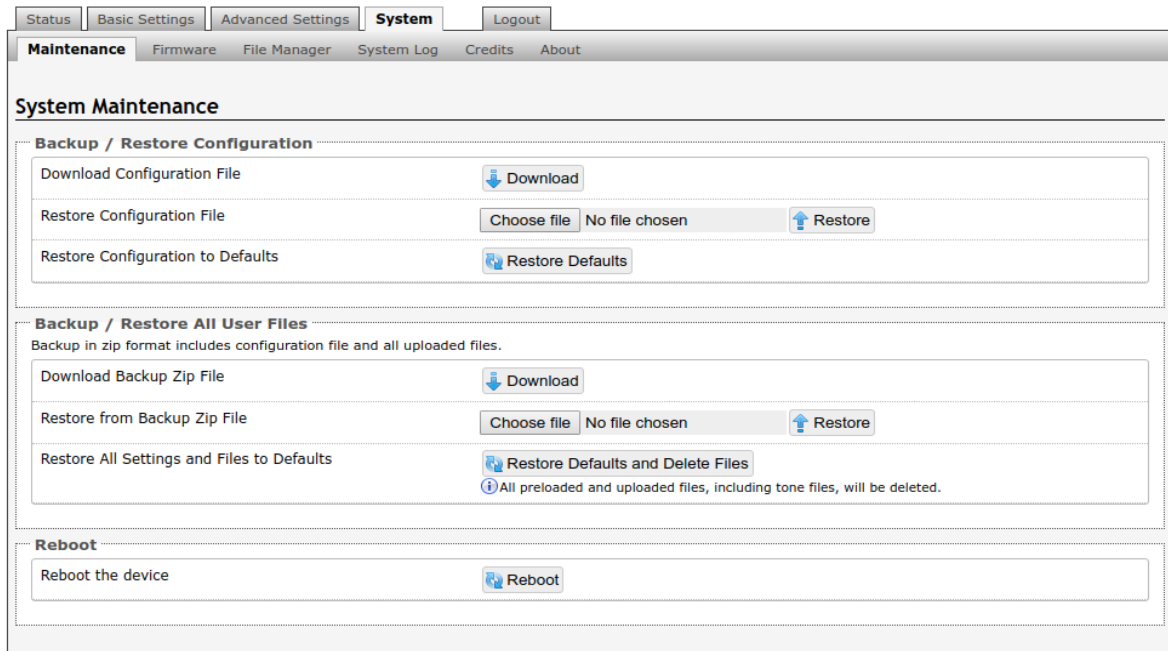 Status Basic Settings Advanced Settings System Logout
Maintenance Firmware File Manager System Log Credits About
System Maintenance
Backup / Restore Configuration
Download Configuration File Download
Restore Configuration File Choose file No file chosen Restore
Restore Configuration to Defaults Restore Defaults
Backup / Restore All User Files
Backup in zip format includes configuration file and all uploaded files.
Download Backup Zip File Download
Restore from Backup Zip File Choose file No file chosen Restore
Restore All Settings and Files to Defaults Restore Defaults and Delete Files
All preloaded and uploaded files, including tone files, will be deleted.
Reboot
Reboot the device Reboot